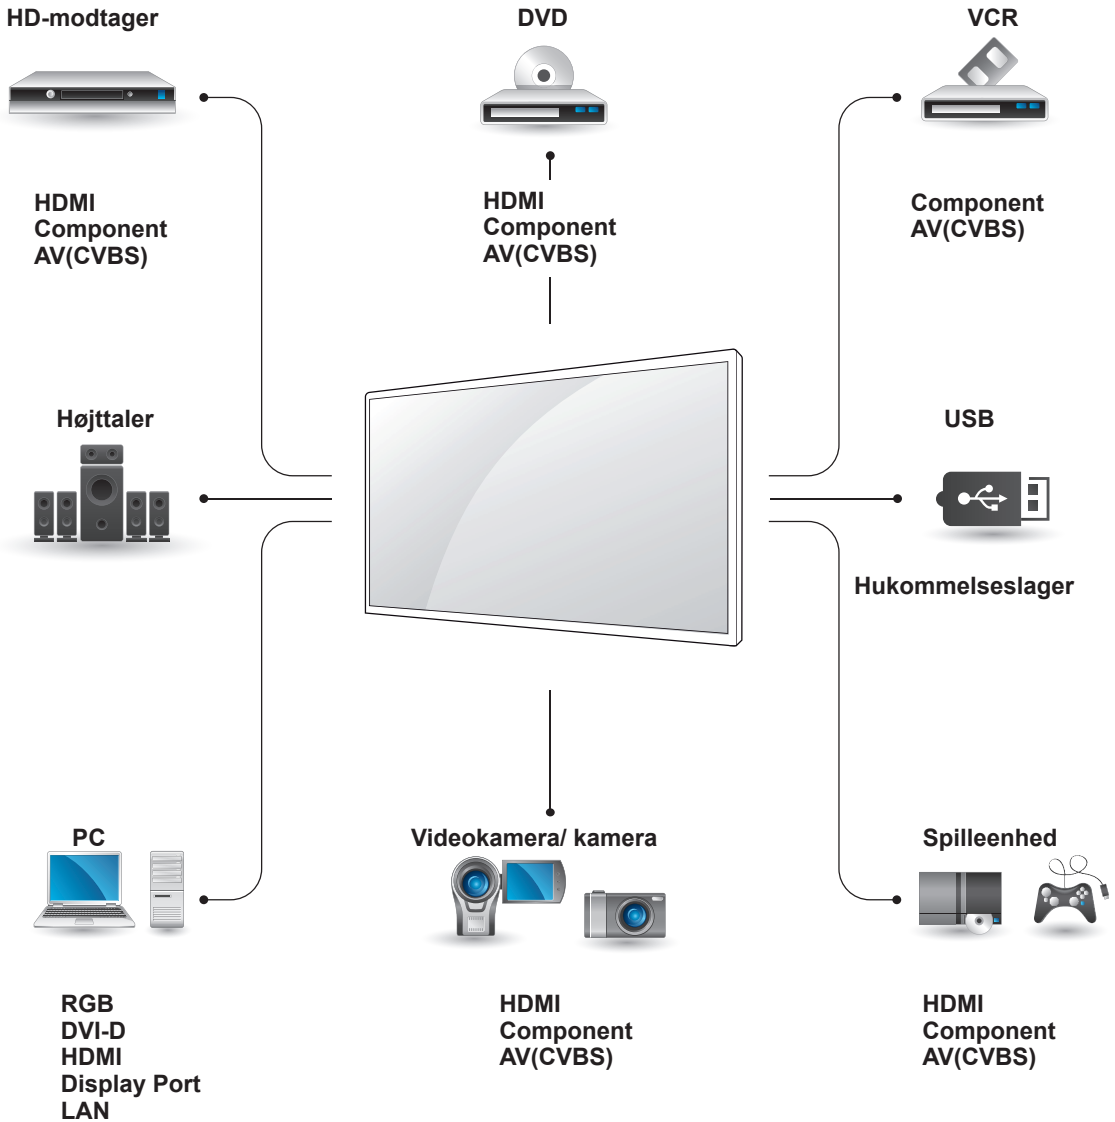 HD-modtager
DVD
VCR
HDMI
Component
AV(CVBS)
HDMI
Component
AV(CVBS)
Component
AV(CVBS)
Højttaler
USB
Hukommelseslager
PC
Videokamera/ kamera
Spilleenhed
RGB
DVI-D
HDMI
Display Port
LAN
HDMI
Component
AV(CVBS)
HDMI
Component
AV(CVBS)